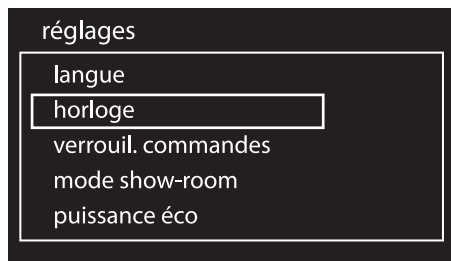 réglages
langue
horloge
verrouil. commandes
mode show-room
puissance éco